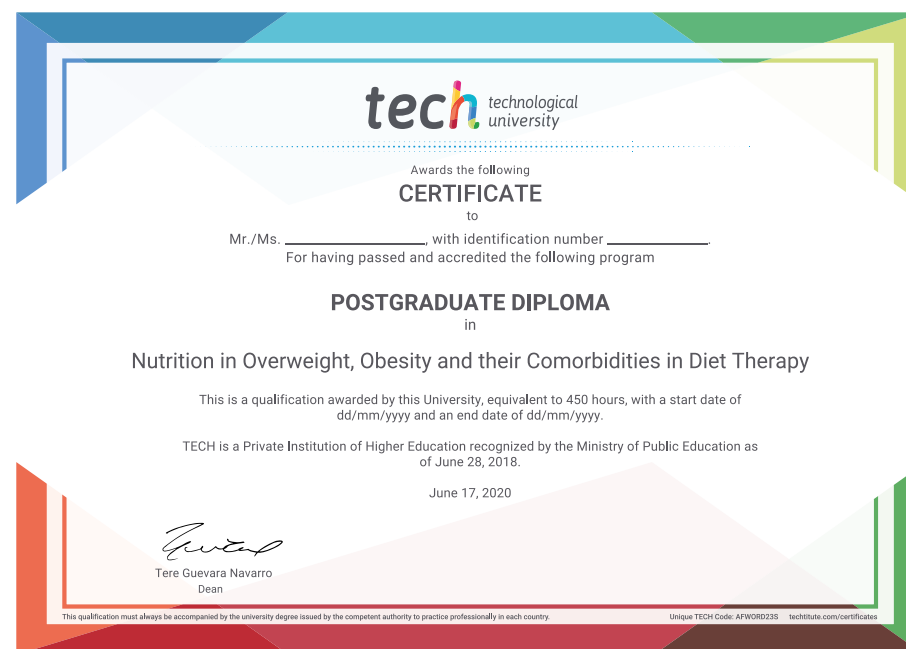 tech technological
university
Awards the following
CERTIFICATE
to
Mr./Ms. ________________, with identification number ____________.
For having passed and accredited the following program
POSTGRADUATE DIPLOMA
in
Nutrition in Overweight, Obesity and their Comorbidities in Diet Therapy
This is a qualification awarded by this University, equivalent to 450 hours, with a start date of
dd/mm/yyyy and an end date of dd/mm/yyyy.
TECH is a Private Institution of Higher Education recognized by the Ministry of Public Education as
of June 28, 2018.
June 17, 2020
Tere Guevara Navarro
Dean
This qualification must always be accompanied by the university degree issued by the competent authority to practice professionally in each country. Unique TECH Code: AFWORD23S techtitute.com/certificates